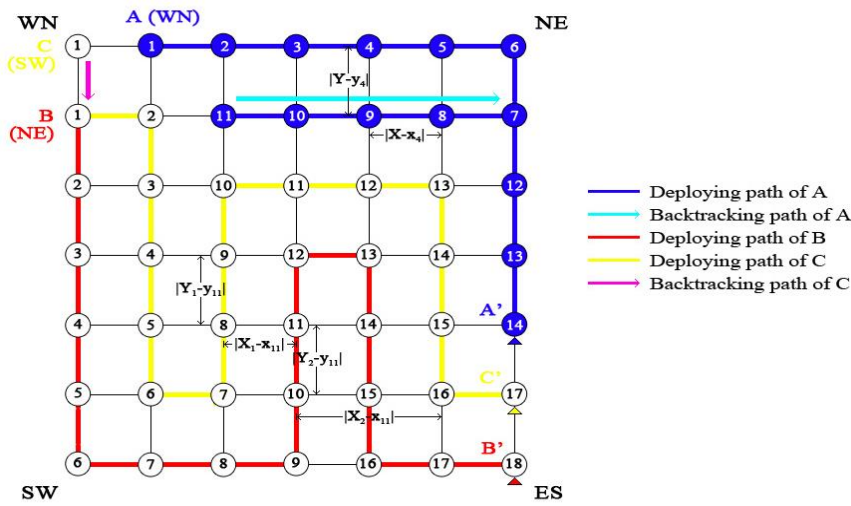 A (WN)
WN
NE
C
(SW)
1 1 2 3 4 5 6
|Y-y4|
B
(NE)
1 2 11 10 9 8 7
|X-x4|
2 3 10 11 12 13 12
Deploying path of A
Backtracking path of A
Deploying path of B
Deploying path of C
Backtracking path of C
3 4 9 12 13 14 13
|Y1-y11|
A'
4 5 8 11 14 15 14
|X1-x11|
|Y2-y11|
C'
5 6 7 10 15 16 17
|X2-x11|
B'
6 7 8 9 16 17 18
SW
ES